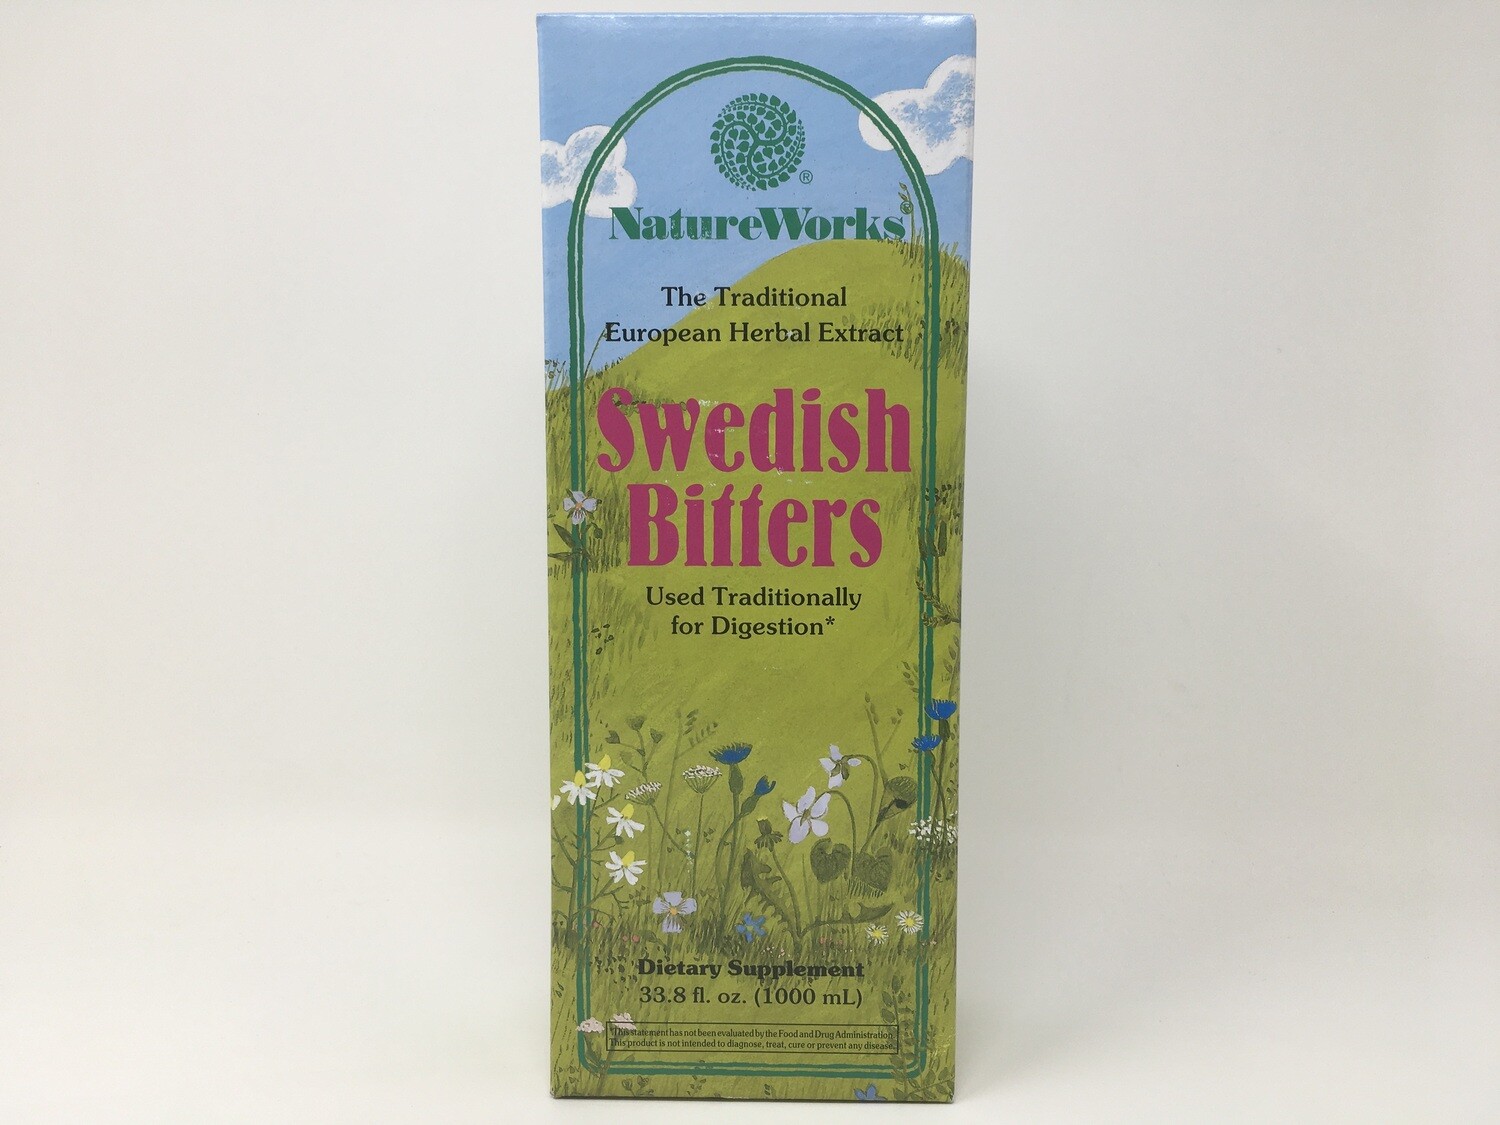 ®
NatureWorks®
The Traditional
European Herbal Extract
Swedish
Bitters
Used Traditionally
for Digestion*
Dietary Supplement
33.8 fl. oz. (1000 mL)
*This statement has not been evaluated by the Food and Drug Administration.
This product is not intended to diagnose, treat, cure or prevent any disease.